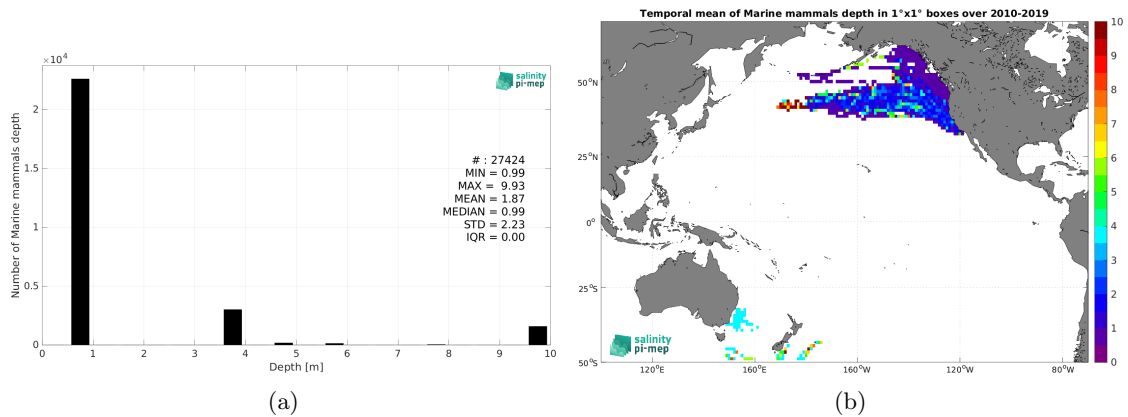 ×10⁴
2
1.5
1
0.5
0
Number of Marine mammals depth
0 1 2 3 4 5 6 7 8 9 10
Depth [m]
salinity
pi-mep
# : 27424
MIN = 0.99
MAX = 9.93
MEAN = 1.87
MEDIAN = 0.99
STD = 2.23
IQR = 0.00
(a)
Temporal mean of Marine mammals depth in 1°x1° boxes over 2010-2019
50°N
25°N
0°
25°S
50°S
120°E 160°E 160°W 120°W 80°W
salinity
pi-mep
10
9
8
7
6
5
4
3
2
1
0
(b)